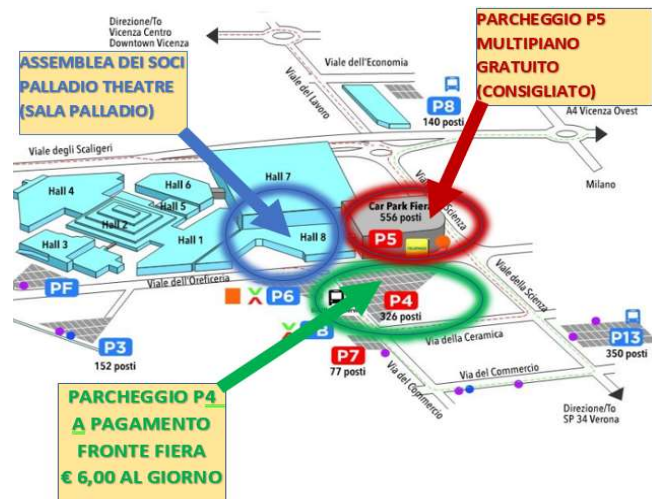 Direzione/To
Vicenza Centro
Downtown Vicenza
ASSEMBLEA DEI SOCI
PALLADIO THEATRE
(SALA PALLADIO)
PARCHEGGIO P5
MULTIPIANO
GRATUITO
(CONSIGLIATO)
Viale dell'Economia
Viale del Lavoro
P8
140 posti
A4 Vicenza Ovest
Milano
Viale degli Scaligeri
Hall 7
Hall 6
Hall 5
Hall 4
Hall 2
Hall 3
Hall 1
Hall 8
Car Park Fiera
556 posti
P5
Scienza
PF
Viale dell'Oreficeria
P6
P4
326 posti
Viale della Scienza
P3
152 posti
P7
77 posti
Via della Ceramica
Via del Commercio
Via del Commercio
P13
350 posti
Direzione/To
SP 34 Verona
PARCHEGGIO P4
A PAGAMENTO
FRONTE FIERA
€ 6,00 AL GIORNO